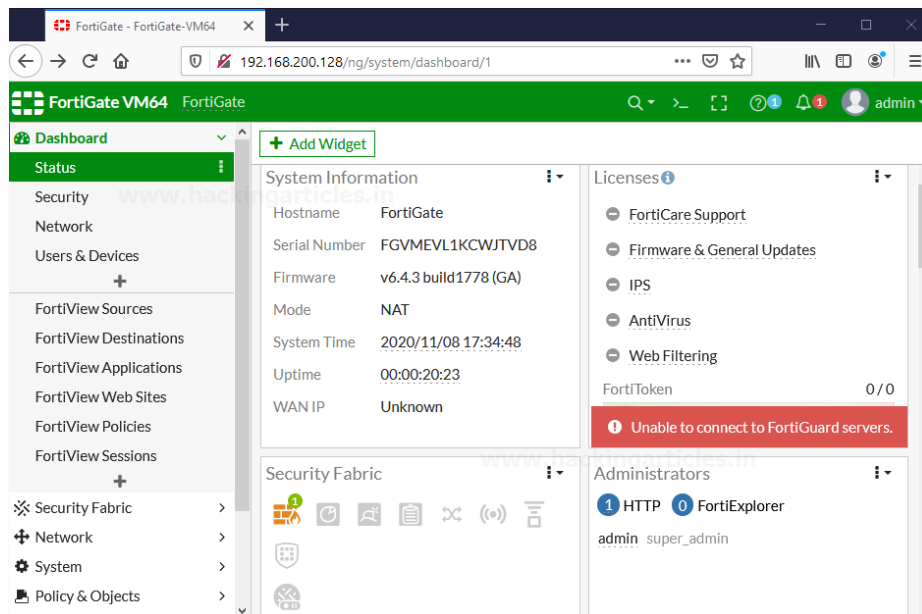 FortiGate - FortiGate-VM64
192.168.200.128/ng/system/dashboard/1
FortiGate VM64 FortiGate
1
1
admin
Dashboard
Status
Security
Network
Users & Devices
FortiView Sources
FortiView Destinations
FortiView Applications
FortiView Web Sites
FortiView Policies
FortiView Sessions
Security Fabric
Network
System
Policy & Objects
Add Widget
System Information
Hostname FortiGate
Serial Number FGVMEVL1KCWJTVD8
Firmware v6.4.3 build1778 (GA)
Mode NAT
System Time 2020/11/08 17:34:48
Uptime 00:00:20:23
WAN IP Unknown
Licenses
FortiCare Support
Firmware & General Updates
IPS
AntiVirus
Web Filtering
FortiToken 0 / 0
Unable to connect to FortiGuard servers.
Security Fabric
1
Administrators
1 HTTP 0 FortiExplorer
admin super_admin
www.hackingarticles.in
www.hackingarticles.in